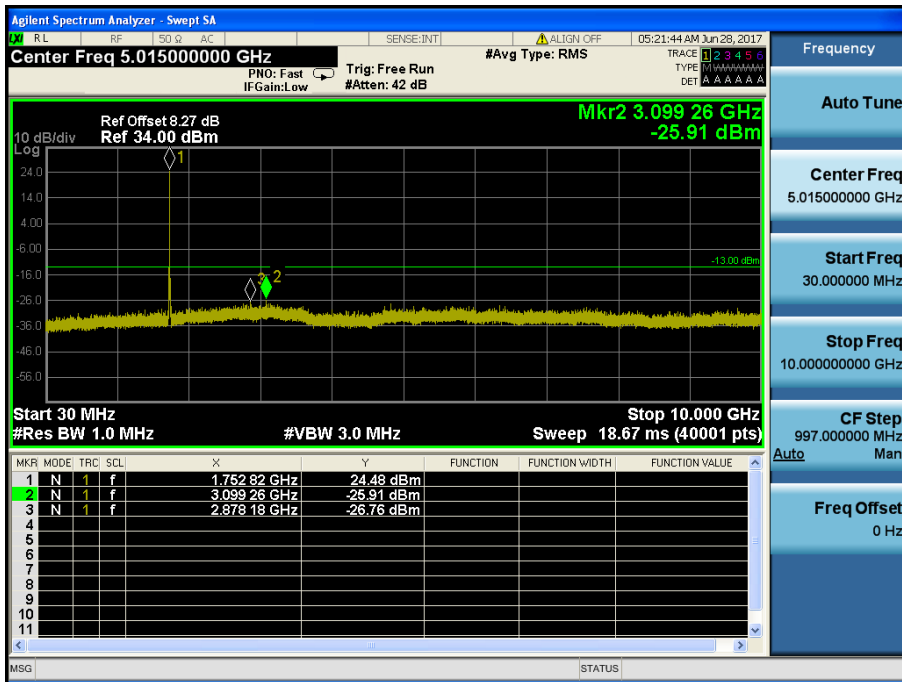 Agilent Spectrum Analyzer - Swept SA
LXI RL RF 50 Ω AC SENSE:INT ALIGN OFF 05:21:44 AM Jun 28, 2017
Center Freq 5.015000000 GHz #Avg Type: RMS TRACE 1 2 3 4 5 6
PNO: Fast Trig: Free Run TYPE M WWWWW
IFGain:Low #Atten: 42 dB DET A A A A A A
Mkr2 3.099 26 GHz
-25.91 dBm
Ref Offset 8.27 dB
10 dB/div Ref 34.00 dBm
Log
1
24.0
14.0
4.00
-6.00
-13.00 dBm
-16.0
3 2
-26.0
-36.0
-46.0
-56.0
Start 30 MHz Stop 10.000 GHz
#Res BW 1.0 MHz #VBW 3.0 MHz Sweep 18.67 ms (40001 pts)
MKR MODE TRC SCL X Y FUNCTION FUNCTION WIDTH FUNCTION VALUE
1 N 1 f 1.752 82 GHz 24.48 dBm
2 N 1 f 3.099 26 GHz -25.91 dBm
3 N 1 f 2.878 18 GHz -26.76 dBm
4
5
6
7
8
9
10
11
MSG STATUS
Frequency
Auto Tune
Center Freq
5.015000000 GHz
Start Freq
30.000000 MHz
Stop Freq
10.000000000 GHz
CF Step
997.000000 MHz
Auto Man
Freq Offset
0 Hz